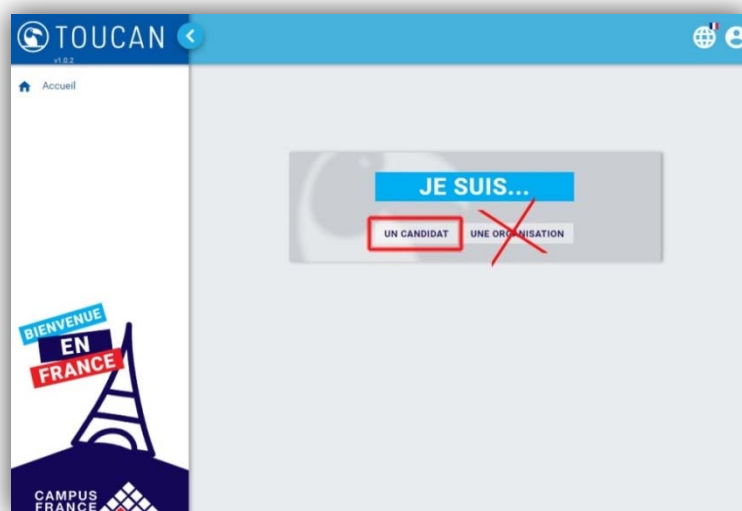 TOUCAN
v1.0.2
Accueil
JE SUIS...
UN CANDIDAT
UNE ORGANISATION
BIENVENUE
EN
FRANCE
CAMPUS
FRANCE